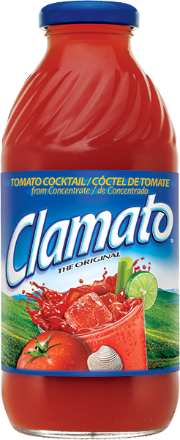 TOMATO COCKTAIL / CÓCTEL DE TOMATE
from Concentrate / de Concentrado
Clamato®
THE ORIGINAL